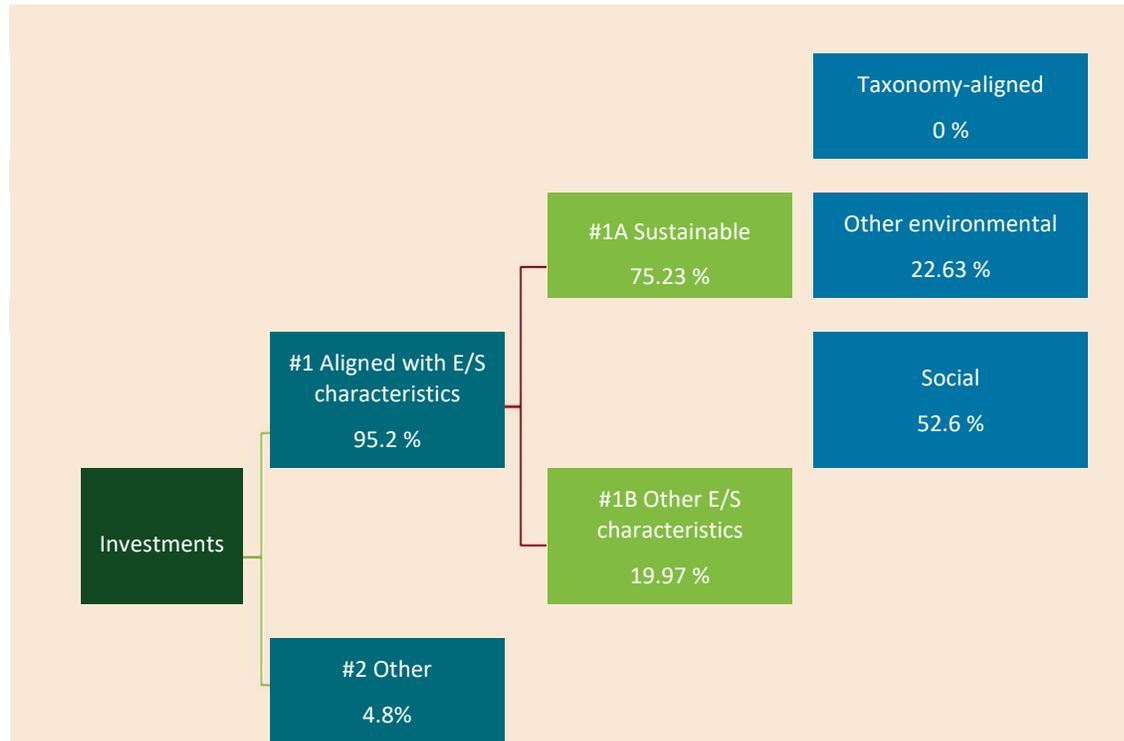 Taxonomy-aligned
0 %
#1A Sustainable
75.23 %
Other environmental
22.63 %
#1 Aligned with E/S
characteristics
95.2 %
Social
52.6 %
Investments
#1B Other E/S
characteristics
19.97 %
#2 Other
4.8%